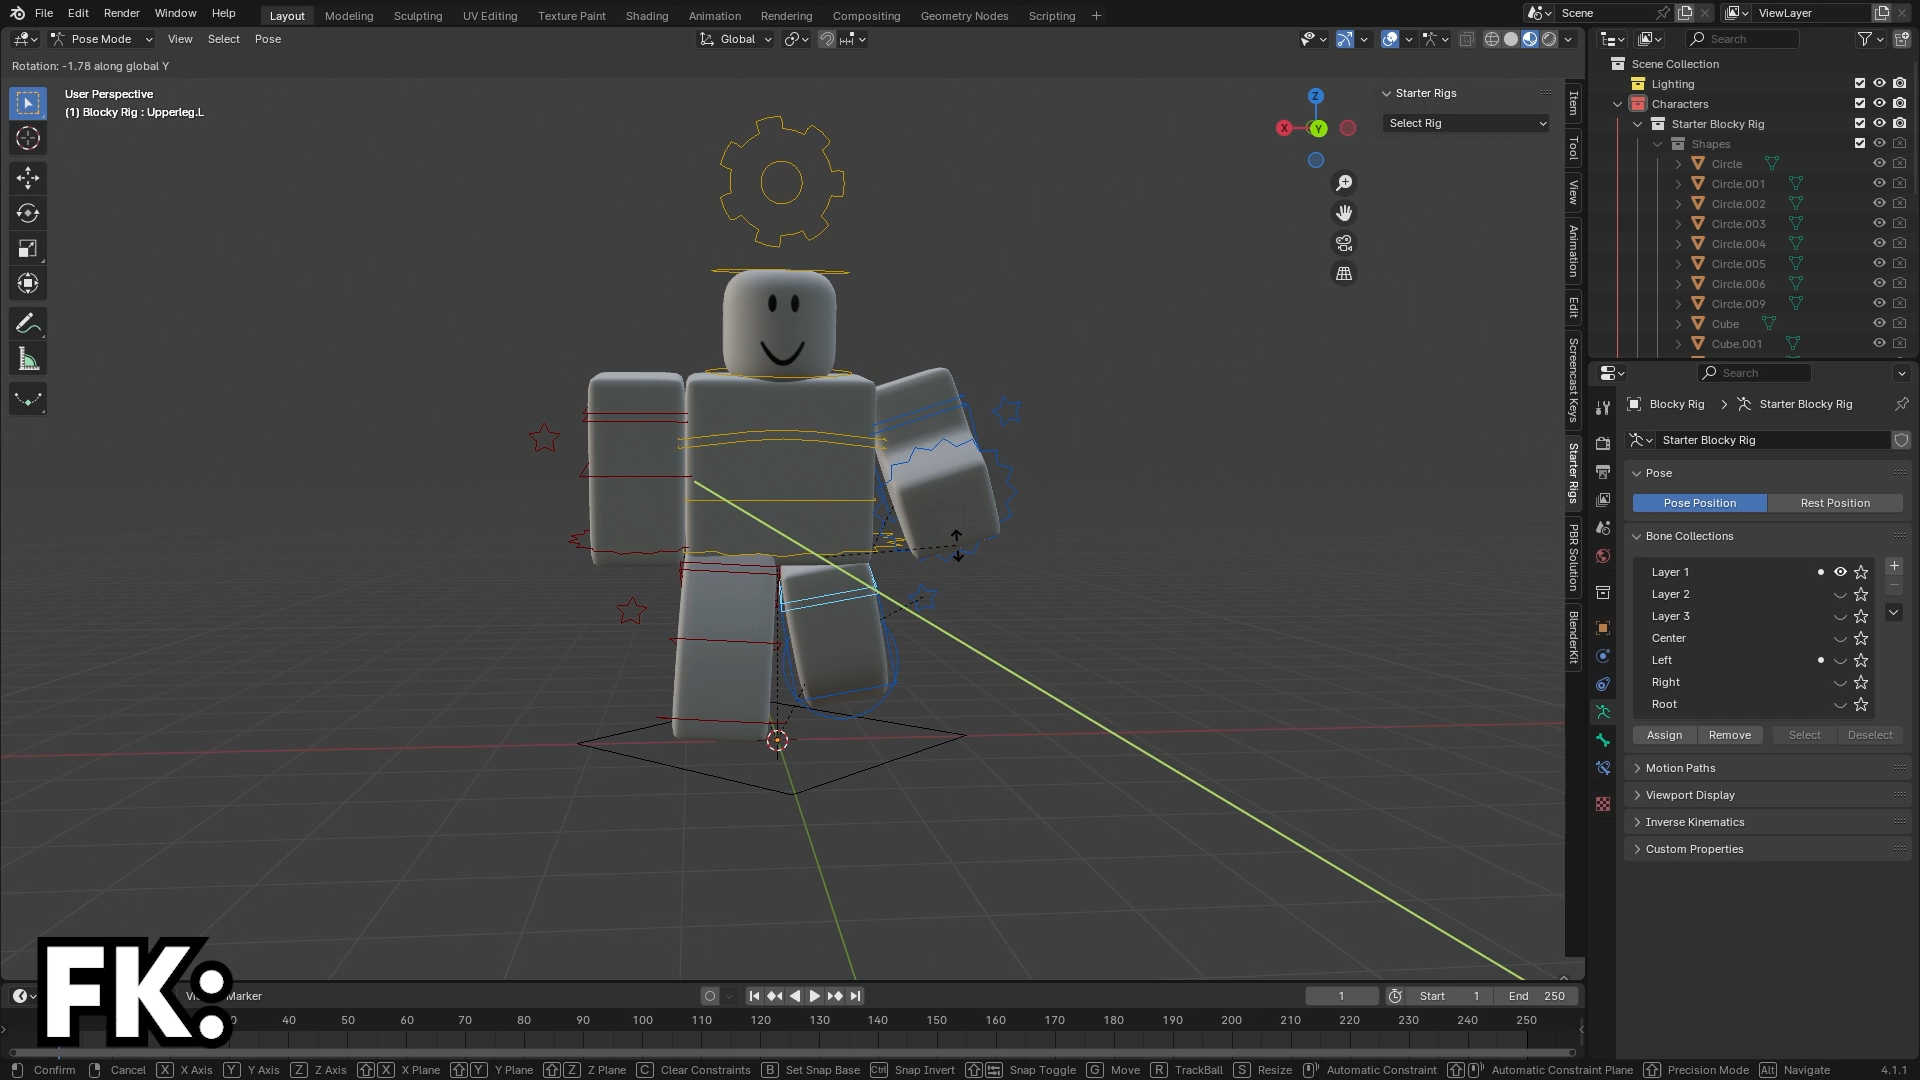 File Edit Render Window Help
Layout Modeling Sculpting UV Editing Texture Paint Shading Animation Rendering Compositing Geometry Nodes Scripting +
Scene
ViewLayer
Pose Mode View Select Pose
Global
Search
Rotation: -1.78 along global Y
User Perspective
(1) Blocky Rig : Upperleg.L
Z
X
Y
Starter Rigs
Select Rig
Item
Tool
View
Animation
Edit
Screencast Keys
Starter Rigs
PBR Solution
BlenderKit
Scene Collection
Lighting
Characters
Starter Blocky Rig
Shapes
Circle
Circle.001
Circle.002
Circle.003
Circle.004
Circle.005
Circle.006
Circle.009
Cube
Cube.001
Search
Blocky Rig > Starter Blocky Rig
Starter Blocky Rig
Pose
Pose Position Rest Position
Bone Collections
Layer 1
Layer 2
Layer 3
Center
Left
Right
Root
Assign Remove Select Deselect
Motion Paths
Viewport Display
Inverse Kinematics
Custom Properties
FK:
Marker
1 Start 1 End 250
40 50 60 70 80 90 100 110 120 130 140 150 160 170 180 190 200 210 220 230 240 250
Confirm Cancel X X Axis Y Y Axis Z Z Axis X X Plane Y Y Plane Z Z Plane C Clear Constraints B Set Snap Base Ctrl Snap Invert Snap Toggle G Move R TrackBall S Resize Automatic Constraint Automatic Constraint Plane Precision Mode Alt Navigate 4.1.1